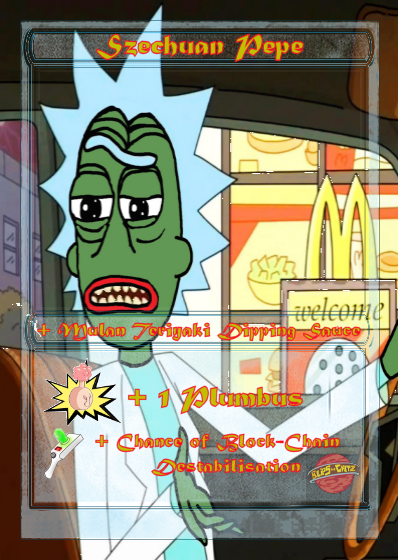 Szechuan Pepe
welcome
+ Mulan Teriyaki Dipping Sauce
+ 1 Plumbus
+ Chance of Block-Chain
Destabilisation